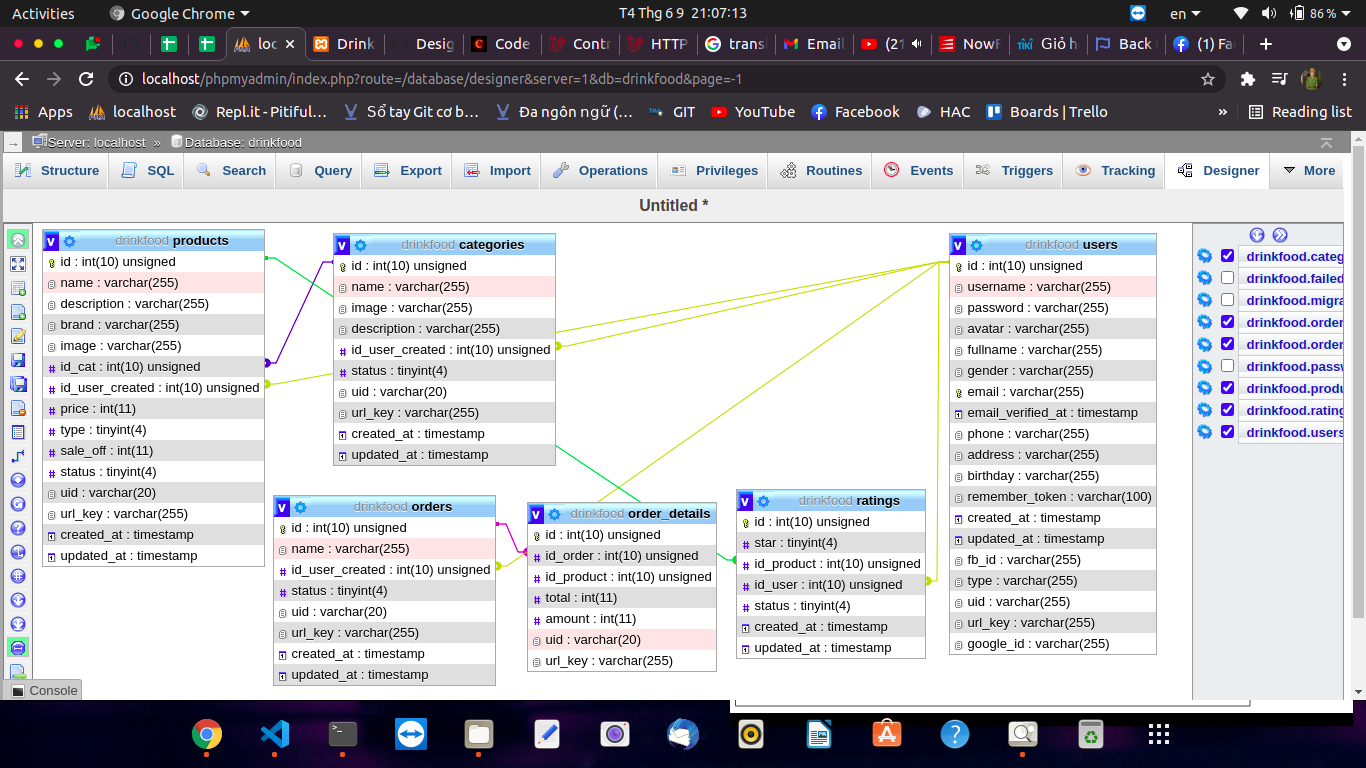 Activities
Google Chrome
T4 Thg 6 9 21:07:13
en
86 %
loc
Drink
Desig
Code
Contr
HTTP
transl
Email
(21
NowF
TIKI Giỏ h
Back
(1) Fa
localhost/phpmyadmin/index.php?route=/database/designer&server=1&db=drinkfood&page=-1
Apps
localhost
Repl.it - Pitiful…
Sổ tay Git cơ b…
Đa ngôn ngữ (…
GIT
YouTube
Facebook
HAC
Boards | Trello
»
Reading list
Server: localhost » Database: drinkfood
Structure
SQL
Search
Query
Export
Import
Operations
Privileges
Routines
Events
Triggers
Tracking
Designer
More
Untitled *
v drinkfood products
id : int(10) unsigned
name : varchar(255)
description : varchar(255)
brand : varchar(255)
image : varchar(255)
# id_cat : int(10) unsigned
# id_user_created : int(10) unsigned
# price : int(11)
# type : tinyint(4)
# sale_off : int(11)
# status : tinyint(4)
uid : varchar(20)
url_key : varchar(255)
created_at : timestamp
updated_at : timestamp
v drinkfood categories
id : int(10) unsigned
name : varchar(255)
image : varchar(255)
description : varchar(255)
# id_user_created : int(10) unsigned
# status : tinyint(4)
uid : varchar(20)
url_key : varchar(255)
created_at : timestamp
updated_at : timestamp
v drinkfood users
id : int(10) unsigned
username : varchar(255)
password : varchar(255)
avatar : varchar(255)
fullname : varchar(255)
gender : varchar(255)
email : varchar(255)
email_verified_at : timestamp
phone : varchar(255)
address : varchar(255)
birthday : varchar(255)
remember_token : varchar(100)
created_at : timestamp
updated_at : timestamp
fb_id : varchar(255)
type : varchar(255)
uid : varchar(255)
url_key : varchar(255)
google_id : varchar(255)
v drinkfood orders
id : int(10) unsigned
name : varchar(255)
# id_user_created : int(10) unsigned
# status : tinyint(4)
uid : varchar(20)
url_key : varchar(255)
created_at : timestamp
updated_at : timestamp
v drinkfood order_details
id : int(10) unsigned
# id_order : int(10) unsigned
# id_product : int(10) unsigned
# total : int(11)
# amount : int(11)
uid : varchar(20)
url_key : varchar(255)
v drinkfood ratings
id : int(10) unsigned
# star : tinyint(4)
# id_product : int(10) unsigned
# id_user : int(10) unsigned
# status : tinyint(4)
created_at : timestamp
updated_at : timestamp
drinkfood.categ
drinkfood.failed
drinkfood.migra
drinkfood.order
drinkfood.order
drinkfood.passw
drinkfood.produ
drinkfood.rating
drinkfood.users
Console